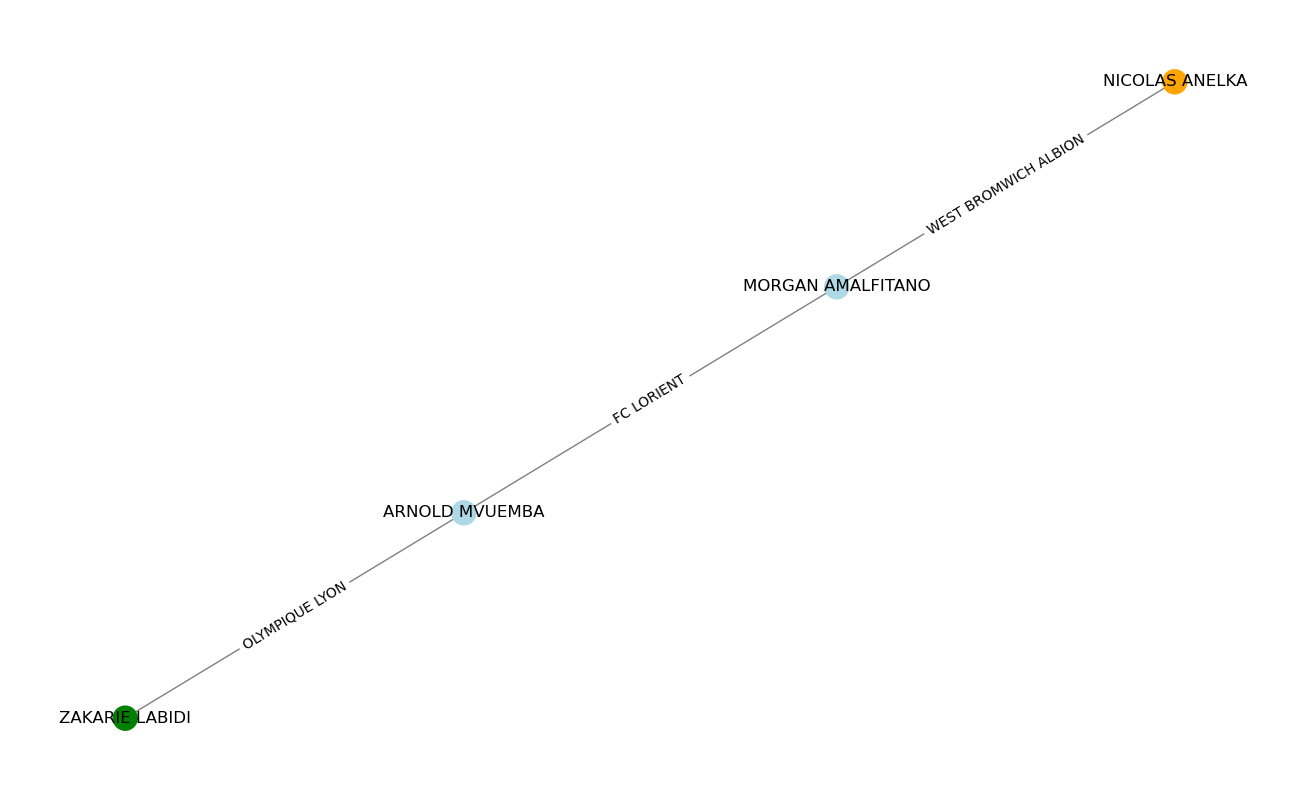 NICOLAS ANELKA
WEST BROMWICH ALBION
MORGAN AMALFITANO
FC LORIENT
ARNOLD MVUEMBA
OLYMPIQUE LYON
ZAKARIE LABIDI